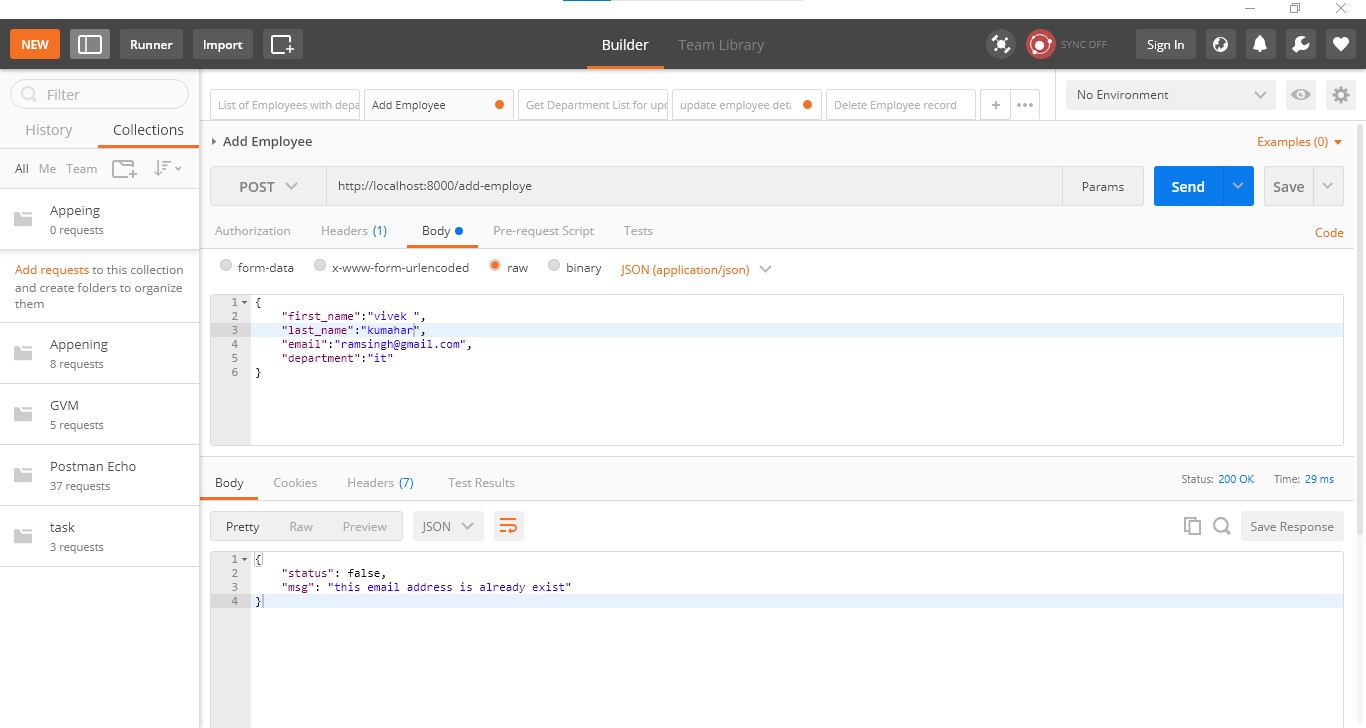 NEW Runner Import Builder Team Library SYNC OFF Sign In
Filter
History Collections
All Me Team
Appeing
0 requests
Add requests to this collection
and create folders to organize
them
Appening
8 requests
GVM
5 requests
Postman Echo
37 requests
task
3 requests
List of Employees with depa Add Employee Get Department List for upd update employee deta Delete Employee record + ••• No Environment
Add Employee Examples (0)
POST http://localhost:8000/add-employe Params Send Save
Authorization Headers (1) Body Pre-request Script Tests Code
form-data x-www-form-urlencoded raw binary JSON (application/json)
1 {
2 "first_name":"vivek ",
3 "last_name":"kumahar",
4 "email":"ramsingh@gmail.com",
5 "department":"it"
6 }
Body Cookies Headers (7) Test Results Status: 200 OK Time: 29 ms
Pretty Raw Preview JSON Save Response
1 {
2 "status": false,
3 "msg": "this email address is already exist"
4 }